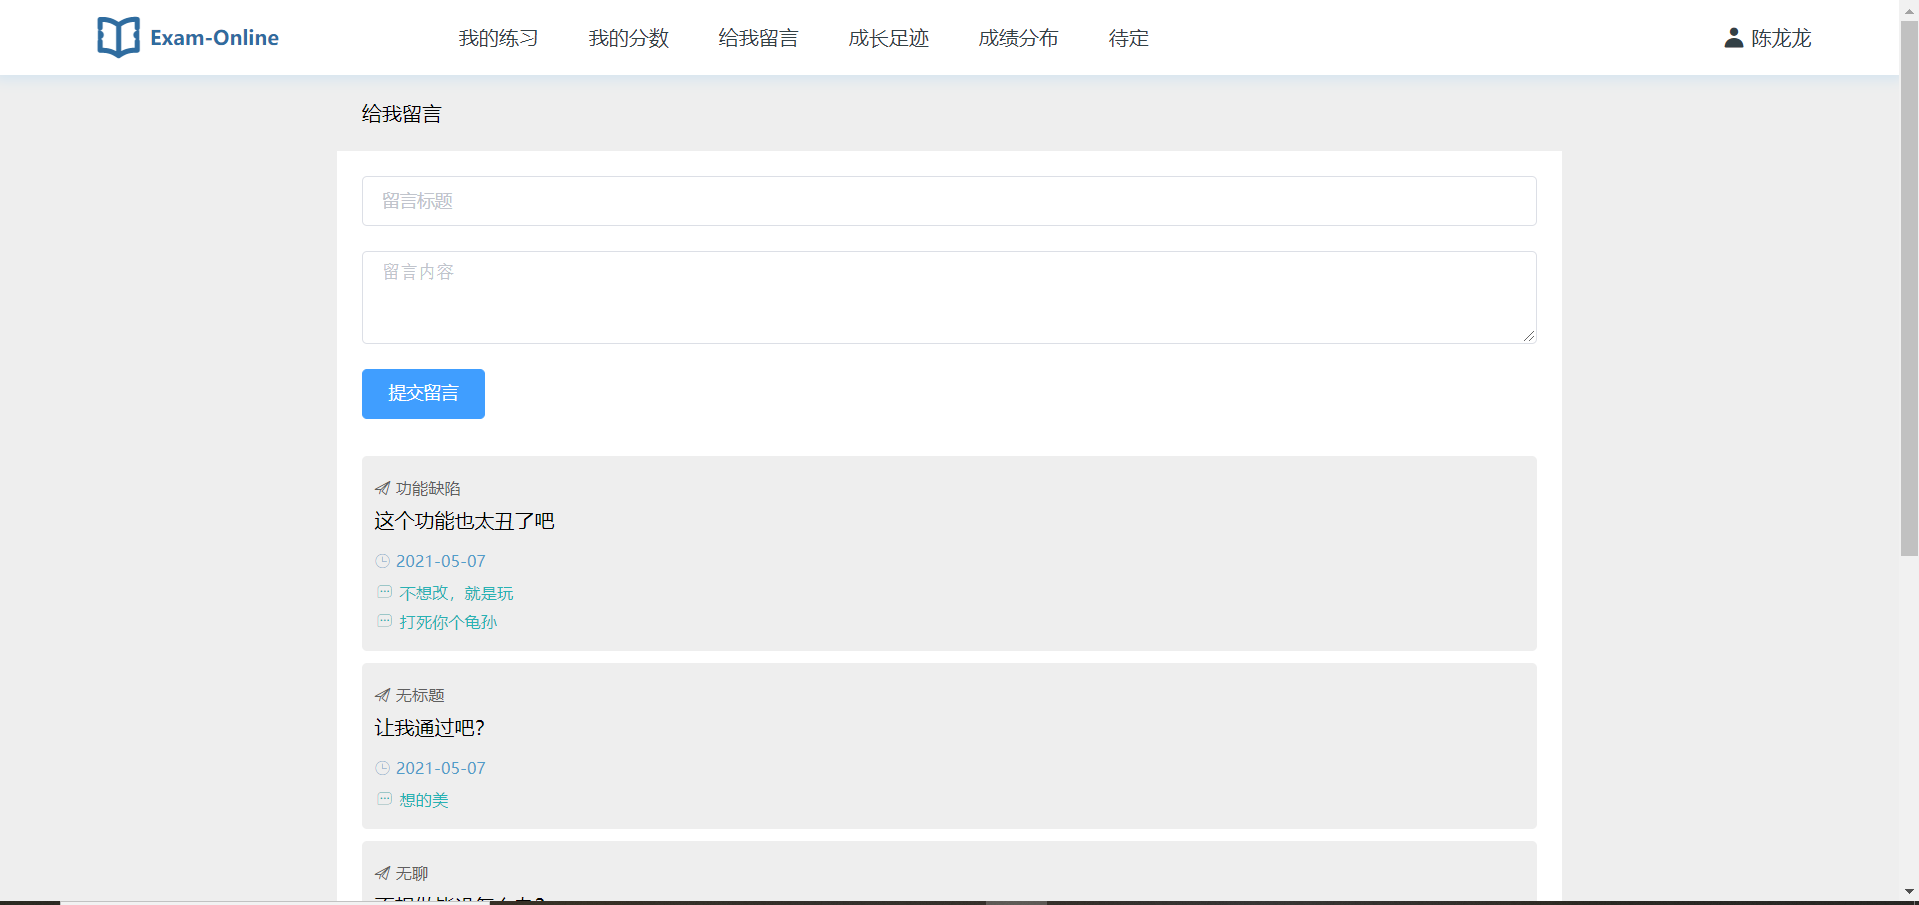 Exam-Online 我的练习 我的分数 给我留言 成长足迹 成绩分布 待定 陈龙龙
给我留言
留言标题
留言内容
提交留言
功能缺陷
这个功能也太丑了吧
2021-05-07
不想改，就是玩
打死你个龟孙
无标题
让我通过吧?
2021-05-07
想的美
无聊